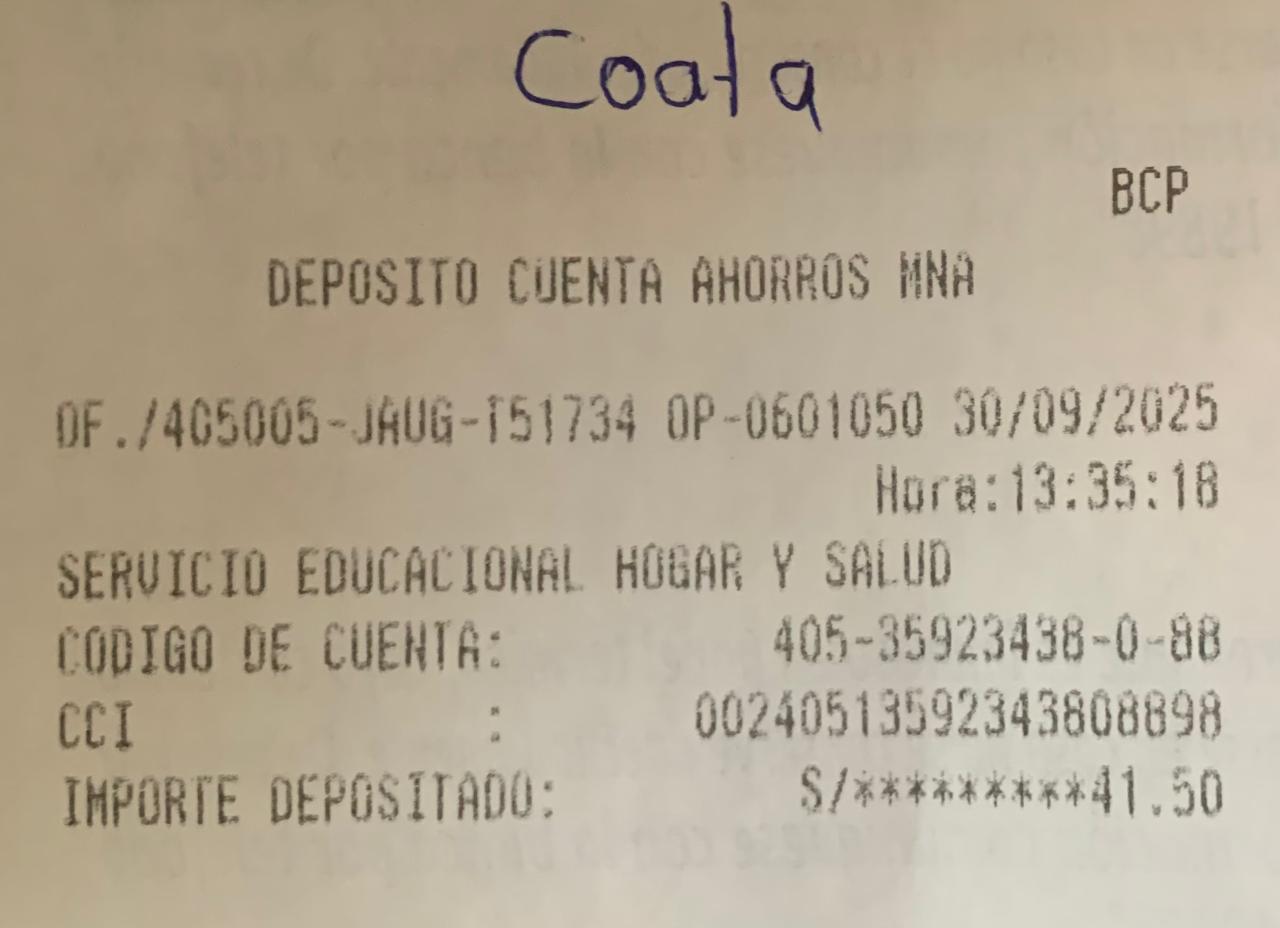 Coata
BCP
DEPOSITO CUENTA AHORROS MNA
OF./405005-JAUG-T51734 OP-0601050 30/09/2025
Hora:13:35:18
SERVICIO EDUCACIONAL HOGAR Y SALUD
CODIGO DE CUENTA: 405-35923438-0-88
CCI : 00240513592343808898
IMPORTE DEPOSITADO: S/*********41.50